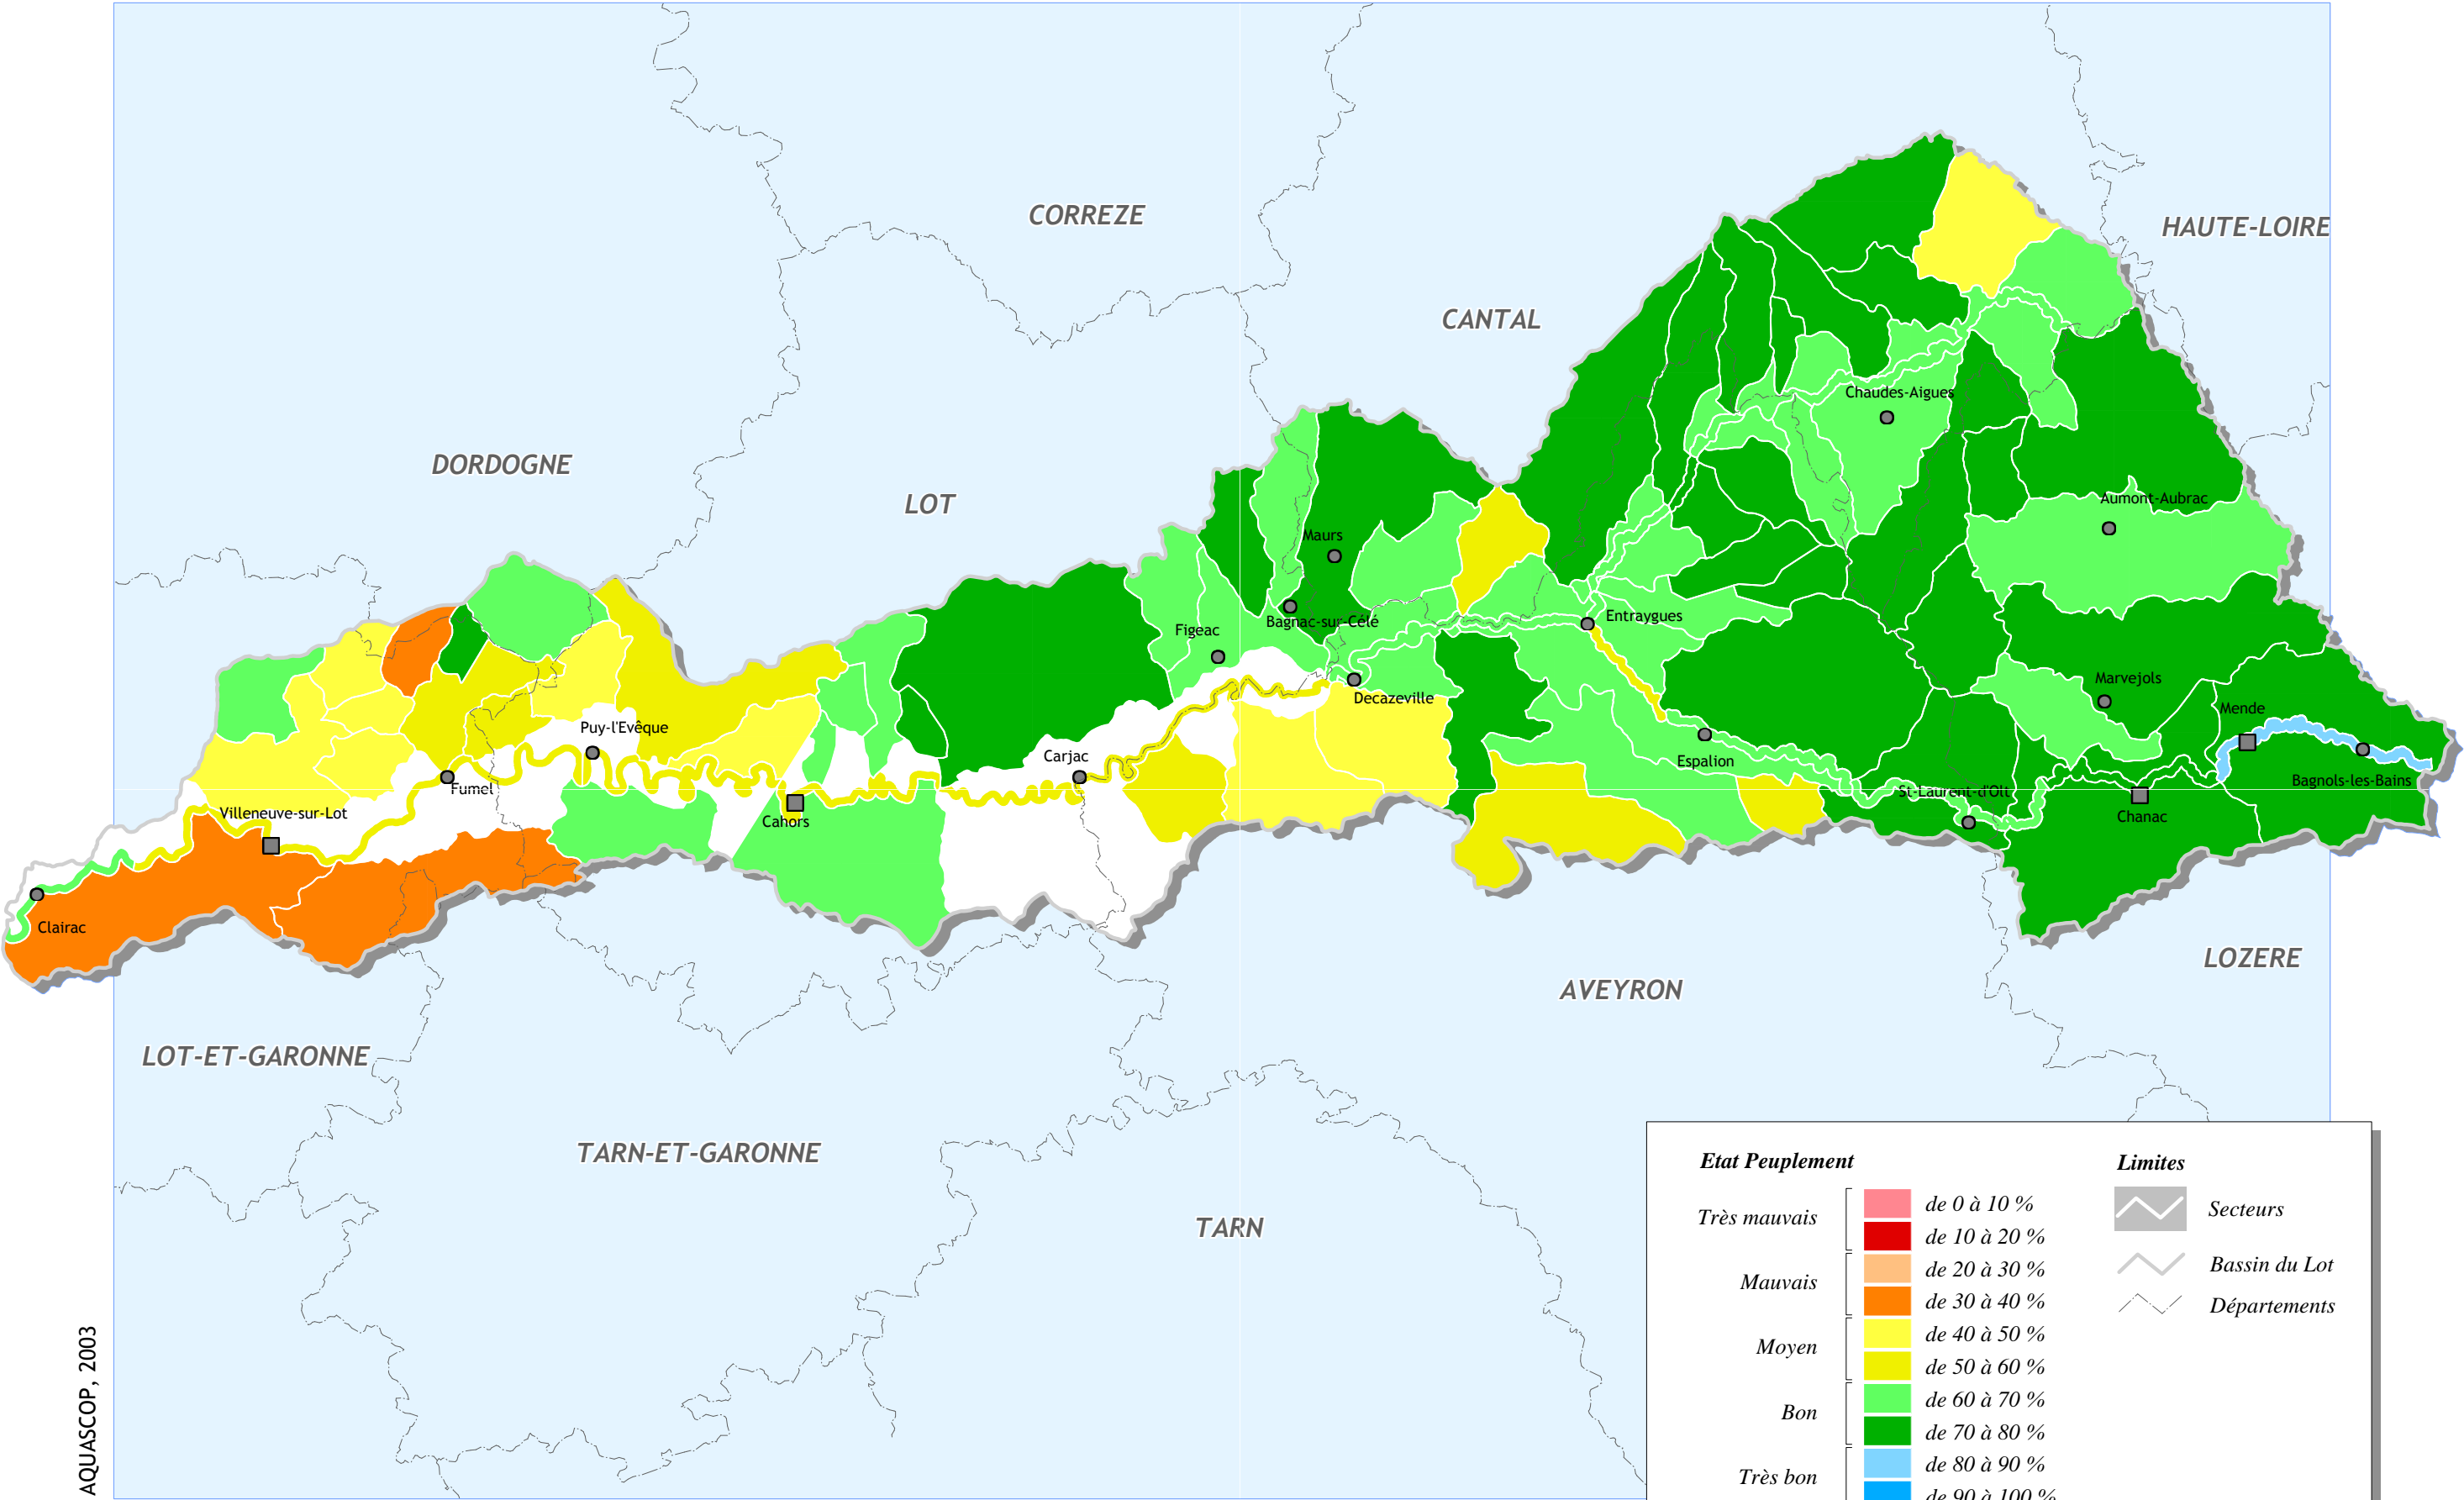 CORREZE
HAUTE-LOIRE
CANTAL
Chaudes-Aigues
DORDOGNE
LOT
Aumont-Aubrac
Maurs
Entraygues
Bagnac-sur-Célé
Figeac
Marvejols
Decazeville
Mende
Puy-l'Evêque
Carjac
Espalion
Bagnols-les-Bains
Fumel
St-Laurent-d'Olt
Villeneuve-sur-Lot
Cahors
Chanac
Clairac
LOZERE
AVEYRON
LOT-ET-GARONNE
TARN-ET-GARONNE
TARN
AQUASCOP, 2003
Etat Peuplement
Très mauvais
de 0 à 10 %
de 10 à 20 %
Mauvais
de 20 à 30 %
de 30 à 40 %
Moyen
de 40 à 50 %
de 50 à 60 %
Bon
de 60 à 70 %
de 70 à 80 %
Très bon
de 80 à 90 %
de 90 à 100 %
Limites
Secteurs
Bassin du Lot
Départements